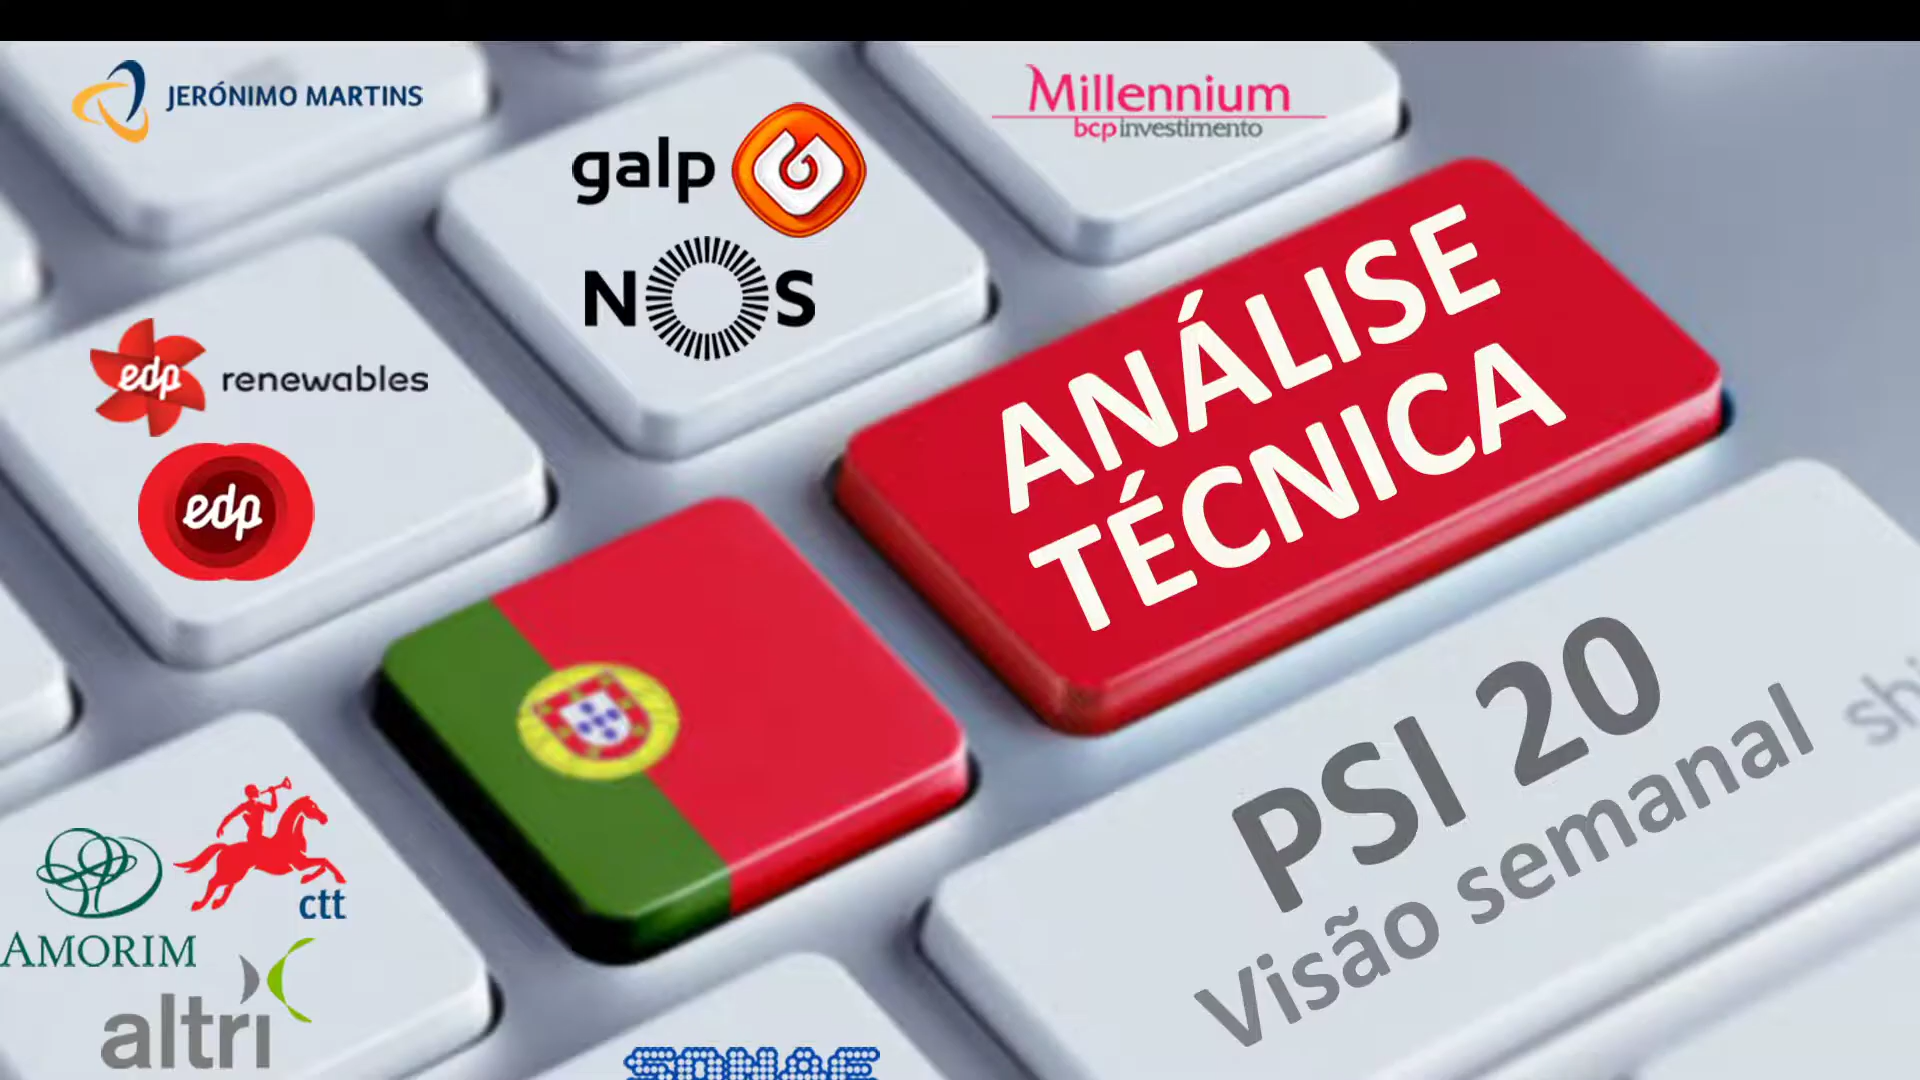 JERÓNIMO MARTINS
Millennium
bcp investimento
galp
NOS
edp renewables
edp
ANÁLISE
TÉCNICA
PSI 20
Visão semanal
ctt
AMORIM
altri
SONAE